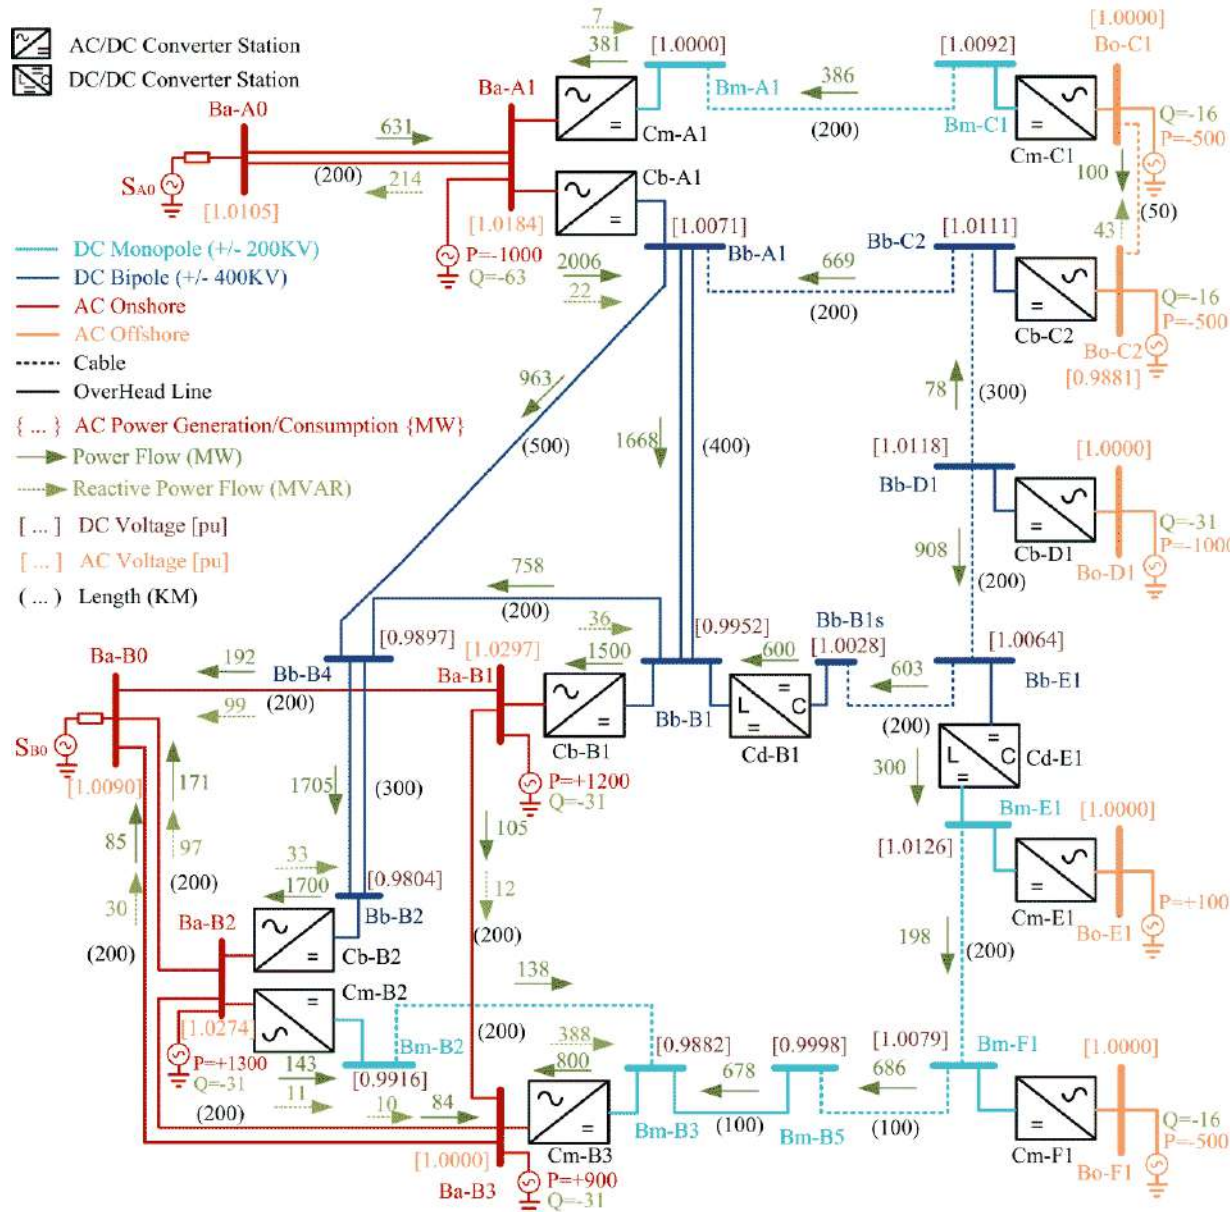 AC/DC Converter Station
DC/DC Converter Station
L
C
7
381
[1.0000]
[1.0092]
[1.0000]
Bo-C1
Ba-A0
Ba-A1
Bm-A1
386
Bm-C1
Q=-16
P=-500
631
Cm-A1
(200)
Cm-C1
100
(200)
214
SA0
Cb-A1
43
(50)
[1.0105]
[1.0184]
[1.0071]
[1.0111]
DC Monopole (+/- 200KV)
P=-1000
Q=-63
2006
22
Bb-A1
669
Bb-C2
Q=-16
P=-500
DC Bipole (+/- 400KV)
(200)
Cb-C2
Bo-C2
[0.9881]
AC Onshore
AC Offshore
Cable
OverHead Line
963
78
(300)
{ ... } AC Power Generation/Consumption {MW}
(500)
1668
(400)
[1.0118]
[1.0000]
Power Flow (MW)
Bb-D1
Reactive Power Flow (MVAR)
Q=-31
P=-1000
[ ... ] DC Voltage [pu]
908
Cb-D1
Bo-D1
[ ... ] AC Voltage [pu]
758
(200)
( ... ) Length (KM)
(200)
36
Bb-B1s
[0.9897]
[1.0297]
[0.9952]
[1.0028]
[1.0064]
Ba-B0
192
Bb-B4
Ba-B1
1500
600
603
Bb-E1
99
(200)
Bb-B1
L
C
(200)
SB0
Cb-B1
Cd-B1
L
C
Cd-E1
[1.0090]
171
1705
(300)
P=+1200
Q=-31
300
Bm-E1
[1.0000]
85
97
105
[1.0126]
33
12
P=+100
(200)
1700
[0.9804]
Cm-E1
Bo-E1
30
Ba-B2
Bb-B2
(200)
198
(200)
(200)
Cb-B2
138
Cm-B2
(200)
388
[1.0274]
Bm-B2
800
[0.9882]
[0.9998]
[1.0079]
Bm-F1
[1.0000]
P=+1300
Q=-31
143
11
[0.9916]
678
686
(200)
10
84
Bm-B3
(100)
Bm-B5
(100)
Q=-16
P=-500
[1.0000]
Cm-B3
Cm-F1
Bo-F1
Ba-B3
P=+900
Q=-31